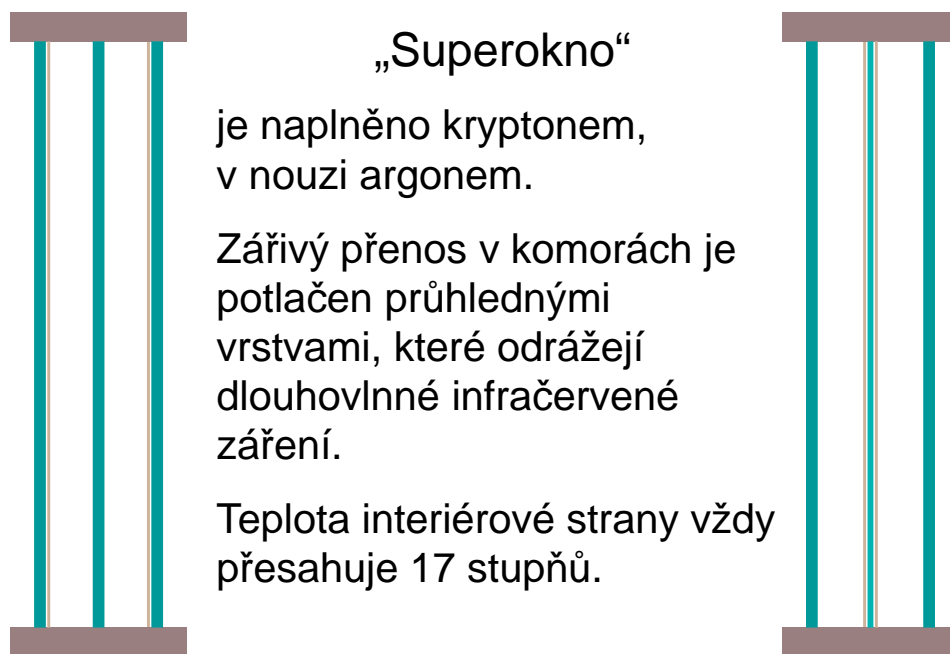 „Superokno“
je naplněno kryptonem,
v nouzi argonem.
Zářivý přenos v komorách je
potlačen průhlednými
vrstvami, které odrážejí
dlouhovlnné infračervené
záření.
Teplota interiérové strany vždy
přesahuje 17 stupňů.